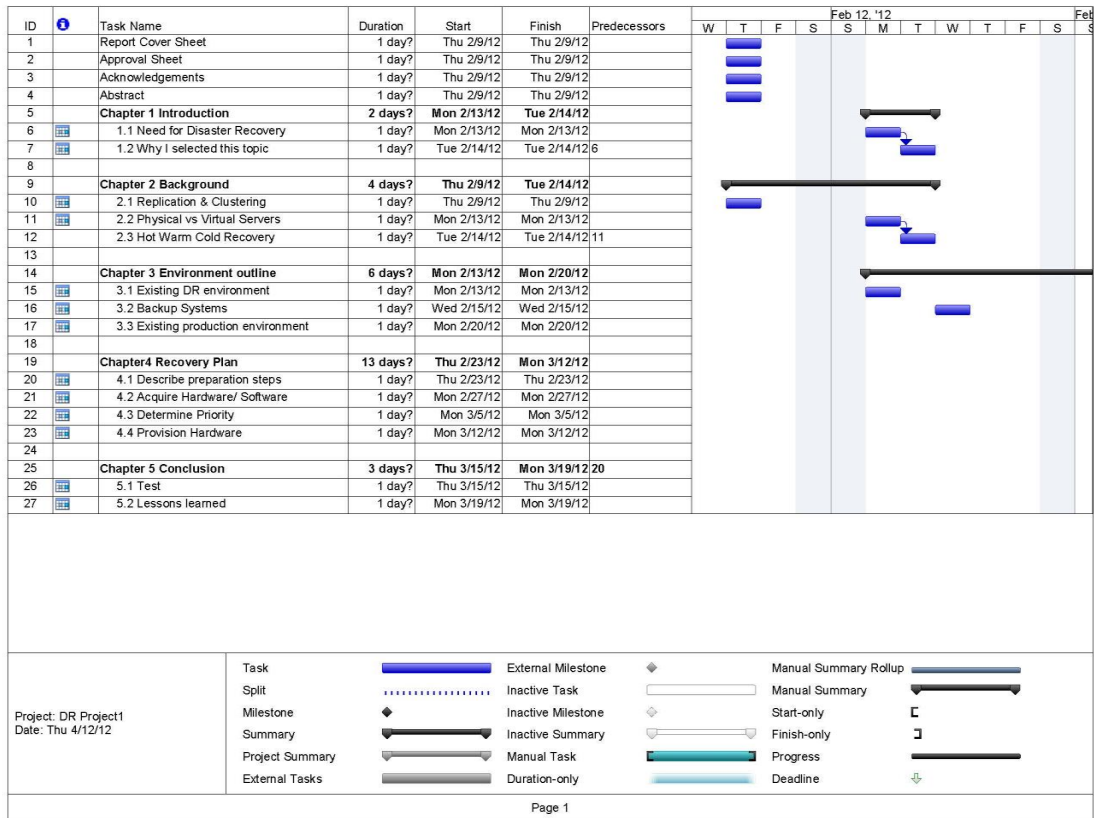 Feb 12, '12 Feb
ID Task Name Duration Start Finish Predecessors W T F S S M T W T F S S
1 Report Cover Sheet 1 day? Thu 2/9/12 Thu 2/9/12
2 Approval Sheet 1 day? Thu 2/9/12 Thu 2/9/12
3 Acknowledgements 1 day? Thu 2/9/12 Thu 2/9/12
4 Abstract 1 day? Thu 2/9/12 Thu 2/9/12
5 Chapter 1 Introduction 2 days? Mon 2/13/12 Tue 2/14/12
6 1.1 Need for Disaster Recovery 1 day? Mon 2/13/12 Mon 2/13/12
7 1.2 Why I selected this topic 1 day? Tue 2/14/12 Tue 2/14/12 6
8
9 Chapter 2 Background 4 days? Thu 2/9/12 Tue 2/14/12
10 2.1 Replication & Clustering 1 day? Thu 2/9/12 Thu 2/9/12
11 2.2 Physical vs Virtual Servers 1 day? Mon 2/13/12 Mon 2/13/12
12 2.3 Hot Warm Cold Recovery 1 day? Tue 2/14/12 Tue 2/14/12 11
13
14 Chapter 3 Environment outline 6 days? Mon 2/13/12 Mon 2/20/12
15 3.1 Existing DR environment 1 day? Mon 2/13/12 Mon 2/13/12
16 3.2 Backup Systems 1 day? Wed 2/15/12 Wed 2/15/12
17 3.3 Existing production environment 1 day? Mon 2/20/12 Mon 2/20/12
18
19 Chapter4 Recovery Plan 13 days? Thu 2/23/12 Mon 3/12/12
20 4.1 Describe preparation steps 1 day? Thu 2/23/12 Thu 2/23/12
21 4.2 Acquire Hardware/ Software 1 day? Mon 2/27/12 Mon 2/27/12
22 4.3 Determine Priority 1 day? Mon 3/5/12 Mon 3/5/12
23 4.4 Provision Hardware 1 day? Mon 3/12/12 Mon 3/12/12
24
25 Chapter 5 Conclusion 3 days? Thu 3/15/12 Mon 3/19/12 20
26 5.1 Test 1 day? Thu 3/15/12 Thu 3/15/12
27 5.2 Lessons learned 1 day? Mon 3/19/12 Mon 3/19/12
Project: DR Project1
Date: Thu 4/12/12
Task External Milestone Manual Summary Rollup
Split Inactive Task Manual Summary
Milestone Inactive Milestone Start-only
Summary Inactive Summary Finish-only
Project Summary Manual Task Progress
External Tasks Duration-only Deadline
Page 1